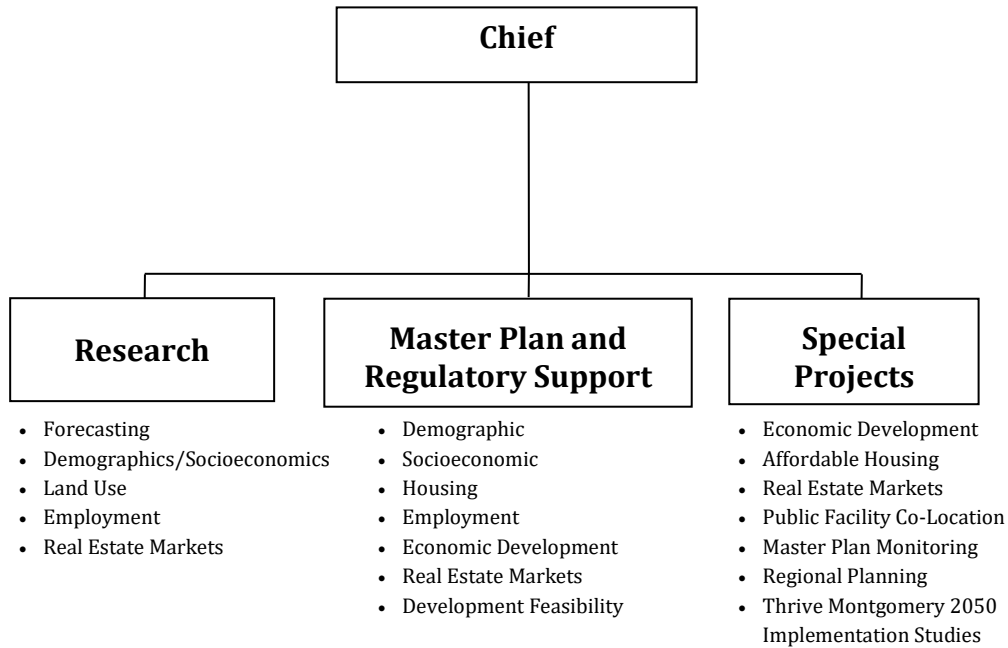 Chief
Research
• Forecasting
• Demographics/Socioeconomics
• Land Use
• Employment
• Real Estate Markets
Master Plan and
Regulatory Support
• Demographic
• Socioeconomic
• Housing
• Employment
• Economic Development
• Real Estate Markets
• Development Feasibility
Special
Projects
• Economic Development
• Affordable Housing
• Real Estate Markets
• Public Facility Co-Location
• Master Plan Monitoring
• Regional Planning
• Thrive Montgomery 2050
Implementation Studies